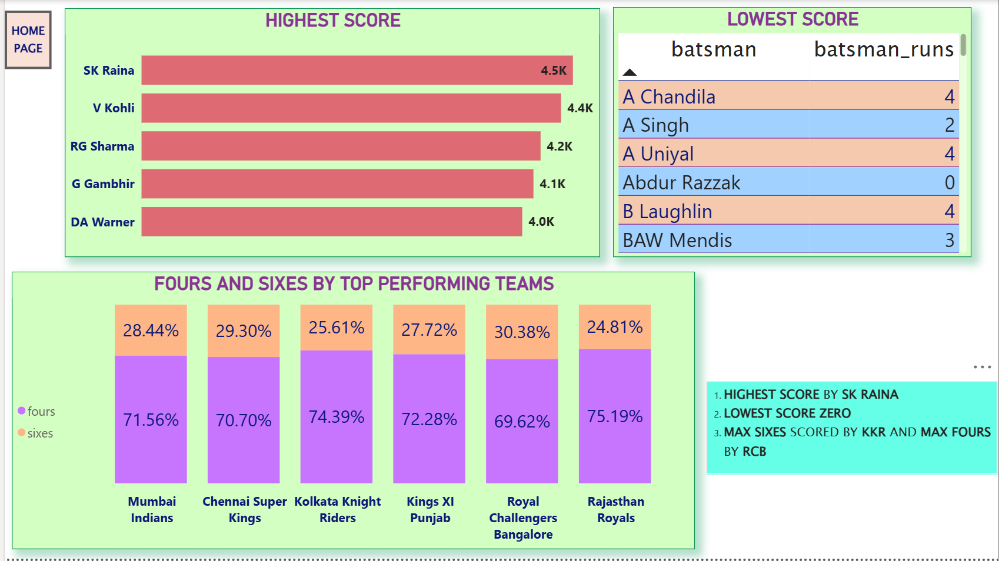 HOME
PAGE
HIGHEST SCORE
SK Raina 4.5K
V Kohli 4.4K
RG Sharma 4.2K
G Gambhir 4.1K
DA Warner 4.0K
LOWEST SCORE
batsman batsman_runs
A Chandila 4
A Singh 2
A Uniyal 4
Abdur Razzak 0
B Laughlin 4
BAW Mendis 3
FOURS AND SIXES BY TOP PERFORMING TEAMS
28.44% 29.30% 25.61% 27.72% 30.38% 24.81%
fours
sixes
71.56% 70.70% 74.39% 72.28% 69.62% 75.19%
Mumbai
Indians
Chennai Super
Kings
Kolkata Knight
Riders
Kings XI
Punjab
Royal
Challengers
Bangalore
Rajasthan
Royals
1. HIGHEST SCORE BY SK RAINA
2. LOWEST SCORE ZERO
3. MAX SIXES SCORED BY KKR AND MAX FOURS
BY RCB